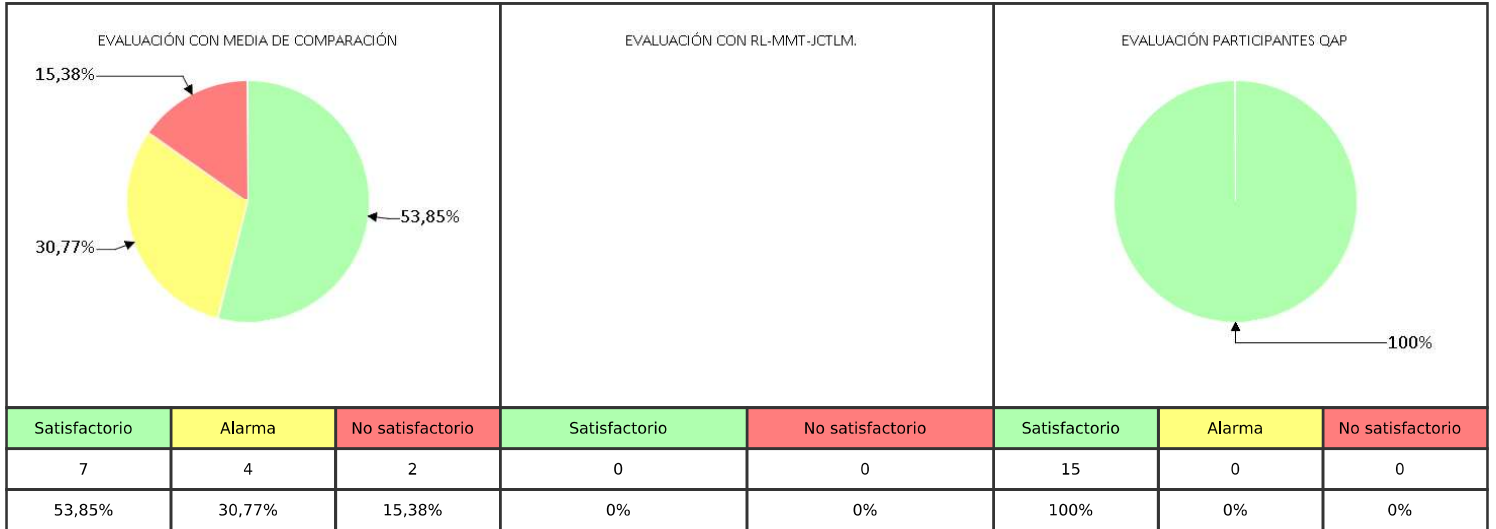 EVALUACIÓN CON MEDIA DE COMPARACIÓN
15,38%
53,85%
30,77%
EVALUACIÓN CON RL-MMT-JCTLM.
EVALUACIÓN PARTICIPANTES QAP
100%
Satisfactorio Alarma No satisfactorio Satisfactorio No satisfactorio Satisfactorio Alarma No satisfactorio
7 4 2 0 0 15 0 0
53,85% 30,77% 15,38% 0% 0% 100% 0% 0%